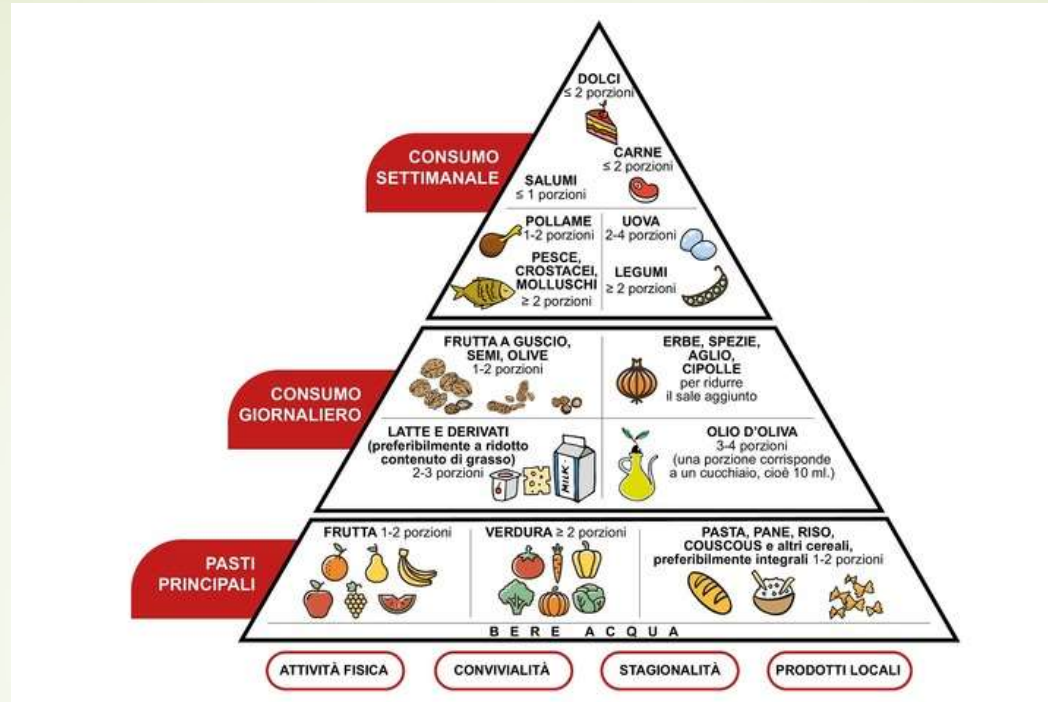 DOLCI
≤ 2 porzioni
CONSUMO
SETTIMANALE
CARNE
≤ 2 porzioni
SALUMI
≤ 1 porzioni
POLLAME
1-2 porzioni
UOVA
2-4 porzioni
PESCE,
CROSTACEI,
MOLLUSCHI
≥ 2 porzioni
LEGUMI
≥ 2 porzioni
CONSUMO
GIORNALIERO
FRUTTA A GUSCIO,
SEMI, OLIVE
1-2 porzioni
ERBE, SPEZIE,
AGLIO,
CIPOLLE
per ridurre
il sale aggiunto
LATTE E DERIVATI
(preferibilmente a ridotto
contenuto di grasso)
2-3 porzioni
MILK
OLIO D'OLIVA
3-4 porzioni
(una porzione corrisponde
a un cucchiaio, cioè 10 ml.)
PASTI
PRINCIPALI
FRUTTA 1-2 porzioni
VERDURA ≥ 2 porzioni
PASTA, PANE, RISO,
COUSCOUS e altri cereali,
preferibilmente integrali 1-2 porzioni
BERE ACQUA
ATTIVITÀ FISICA
CONVIVIALITÀ
STAGIONALITÀ
PRODOTTI LOCALI